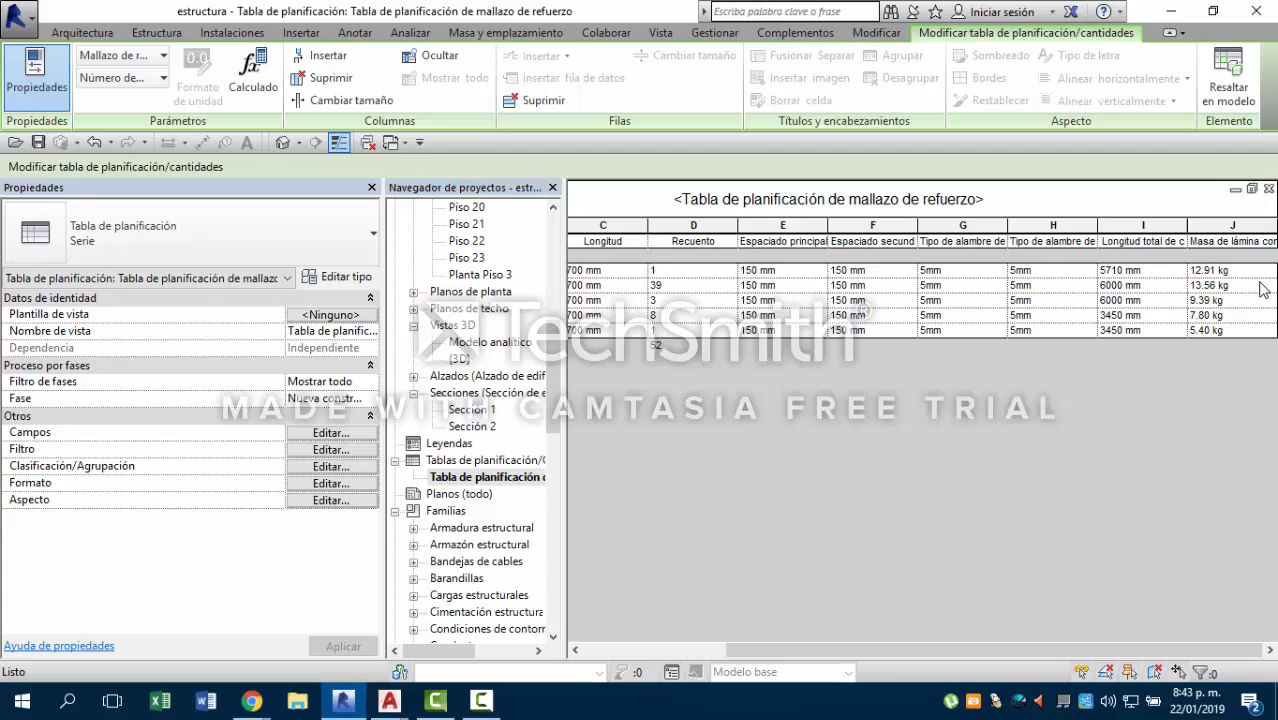 estructura - Tabla de planificación: Tabla de planificación de mallazo de refuerzo
Escriba palabra clave o frase
Iniciar sesión
Arquitectura Estructura Instalaciones Insertar Anotar Analizar Masa y emplazamiento Colaborar Vista Gestionar Complementos Modificar Modificar tabla de planificación/cantidades
Propiedades
Mallazo de r...
Número de...
0.0
Formato de unidad
Calculado
Insertar
Suprimir
Cambiar tamaño
Ocultar
Mostrar todo
Insertar
Insertar fila de datos
Suprimir
Cambiar tamaño
Fusionar Separar
Insertar imagen
Borrar celda
Agrupar
Desagrupar
Sombreado
Bordes
Restablecer
Tipo de letra
Alinear horizontalmente
Alinear verticalmente
Resaltar en modelo
Propiedades Parámetros Columnas Filas Títulos y encabezamientos Aspecto Elemento
Modificar tabla de planificación/cantidades
Propiedades
Tabla de planificación
Serie
Tabla de planificación: Tabla de planificación de mallazo
Editar tipo
Datos de identidad
Plantilla de vista <Ninguno>
Nombre de vista Tabla de planific...
Dependencia Independiente
Proceso por fases
Filtro de fases Mostrar todo
Fase Nueva constr...
Otros
Campos Editar...
Filtro Editar...
Clasificación/Agrupación Editar...
Formato Editar...
Aspecto Editar...
Ayuda de propiedades
Aplicar
Navegador de proyectos - estr...
Piso 20
Piso 21
Piso 22
Piso 23
Planta Piso 3
Planos de planta
Planos de techo
Vistas 3D
Modelo analítico
{3D}
Alzados (Alzado de edif
Secciones (Sección de e
Sección 1
Sección 2
Leyendas
Tablas de planificación/C
Tabla de planificación d
Planos (todo)
Familias
Armadura estructural
Armazón estructural
Bandejas de cables
Barandillas
Cargas estructurales
Cimentación estructura
Condiciones de contorn
<Tabla de planificación de mallazo de refuerzo>
C D E F G H I J
Longitud Recuento Espaciado principal Espaciado secund Tipo de alambre de Tipo de alambre de Longitud total de c Masa de lámina con
700 mm 1 150 mm 150 mm 5mm 5mm 5710 mm 12.91 kg
700 mm 39 150 mm 150 mm 5mm 5mm 6000 mm 13.56 kg
700 mm 3 150 mm 150 mm 5mm 5mm 6000 mm 9.39 kg
700 mm 8 150 mm 150 mm 5mm 5mm 3450 mm 7.80 kg
700 mm 1 150 mm 150 mm 5mm 5mm 3450 mm 5.40 kg
52
TechSmith®
MADE WITH CAMTASIA FREE TRIAL
Listo
:0
Modelo base
:0
8:43 p. m.
22/01/2019
2